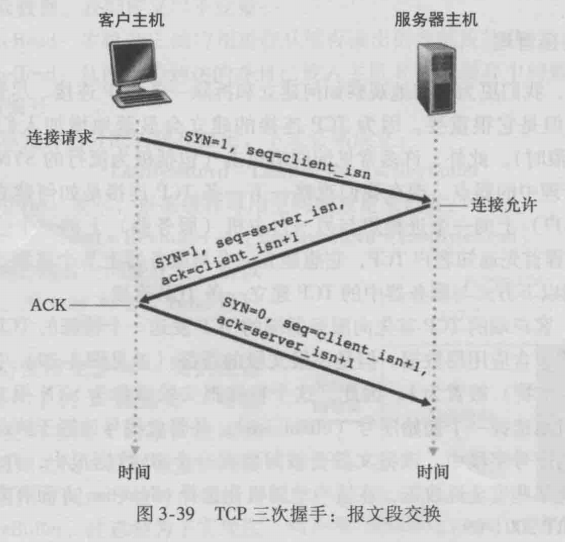 客户主机
服务器主机
连接请求
SYN=1, seq=client_isn
连接允许
SYN=1, seq=server_isn,
ack=client_isn+1
ACK
SYN=0, seq=client_isn+1,
ack=server_isn+1
时间
时间
图 3-39 TCP 三次握手：报文段交换